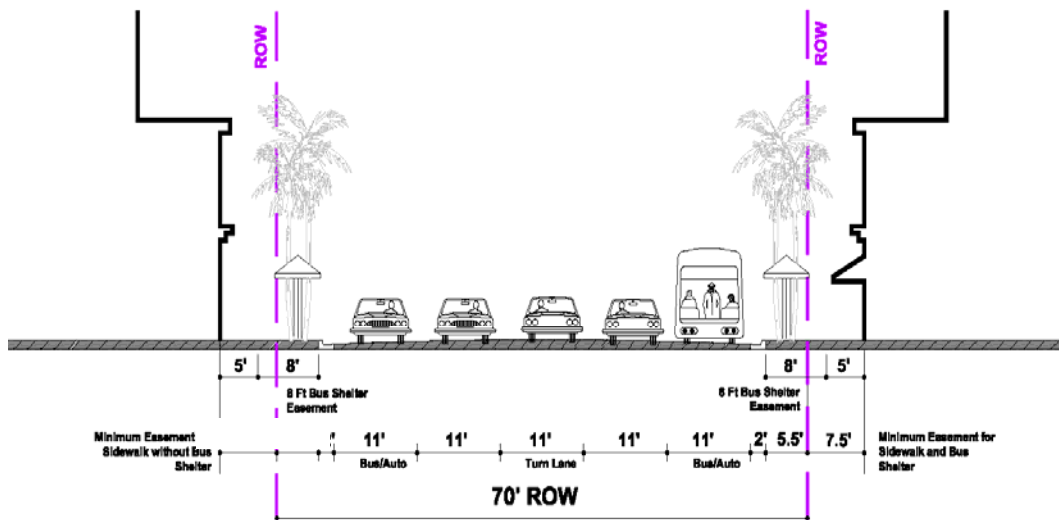 ROW
ROW
5'
8'
8'
5'
8 Ft Bus Shelter
Easement
6 Ft Bus Shelter
Easement
Minimum Easement
Sidewalk without Bus
Shelter
11'
11'
11'
11'
11'
2'
5.5'
7.5'
Bus/Auto
Turn Lane
Bus/Auto
Minimum Easement for
Sidewalk and Bus
Shelter
70' ROW